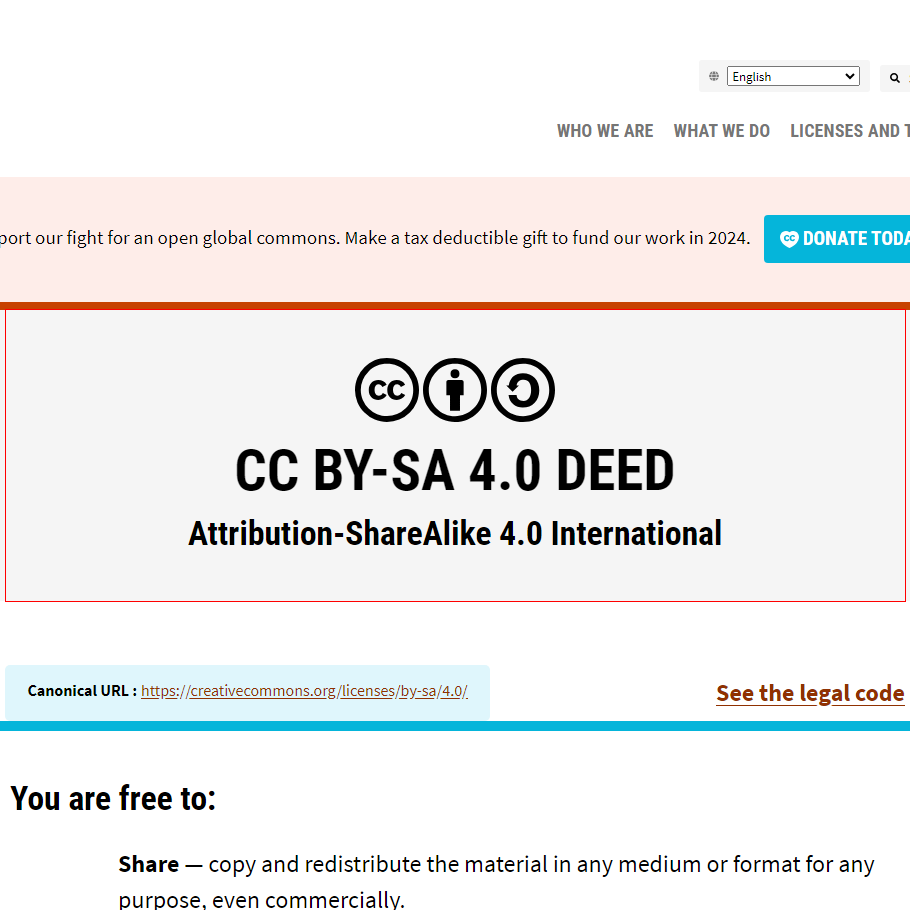 English
WHO WE ARE WHAT WE DO LICENSES AND
our fight for an open global commons. Make a tax deductible gift to fund our work in 2024.
cc DONATE
cc
CC BY-SA 4.0 DEED
Attribution-ShareAlike 4.0 International
Canonical URL : https://creativecommons.org/licenses/by-sa/4.0/
See the legal code
You are free to:
Share — copy and redistribute the material in any medium or format for any
purpose, even commercially.